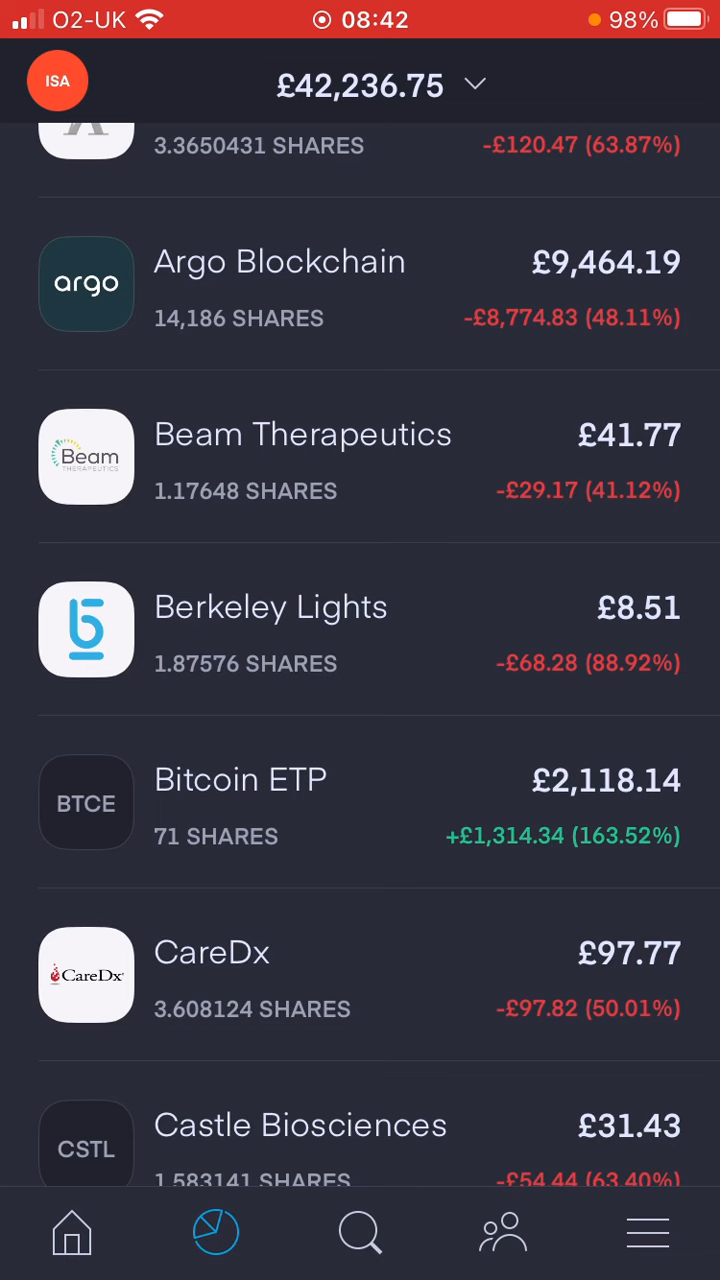 O2-UK 08:42 98%
ISA £42,236.75
3.3650431 SHARES -£120.47 (63.87%)
argo Argo Blockchain £9,464.19
14,186 SHARES -£8,774.83 (48.11%)
Beam Therapeutics £41.77
Beam
THERAPEUTICS
1.17648 SHARES -£29.17 (41.12%)
Berkeley Lights £8.51
1.87576 SHARES -£68.28 (88.92%)
Bitcoin ETP £2,118.14
BTCE
71 SHARES +£1,314.34 (163.52%)
CareDx £97.77
CareDx
3.608124 SHARES -£97.82 (50.01%)
Castle Biosciences £31.43
CSTL
1.583141 SHARES -£54.44 (63.40%)